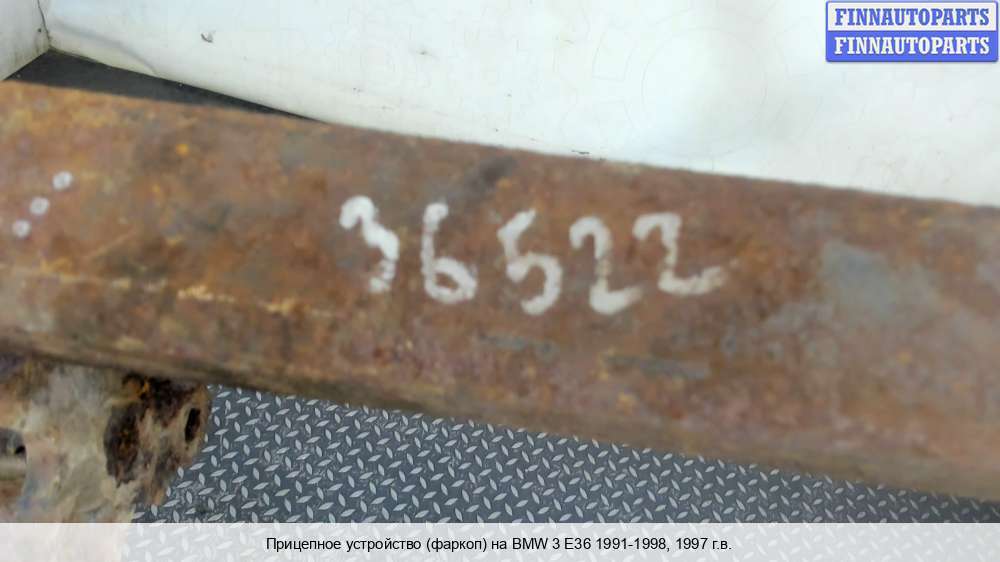 FINNAUTOPARTS
FINNAUTOPARTS
36522
Прицепное устройство (фаркоп) на BMW 3 E36 1991-1998, 1997 г.в.